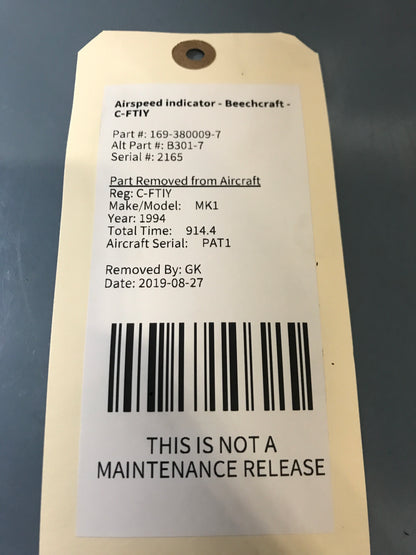 Airspeed indicator - Beechcraft -
C-FTIY
Part #: 169-380009-7
Alt Part #: B301-7
Serial #: 2165
Part Removed from Aircraft
Reg: C-FTIY
Make/Model: MK1
Year: 1994
Total Time: 914.4
Aircraft Serial: PAT1
Removed By: GK
Date: 2019-08-27
THIS IS NOT A
MAINTENANCE RELEASE